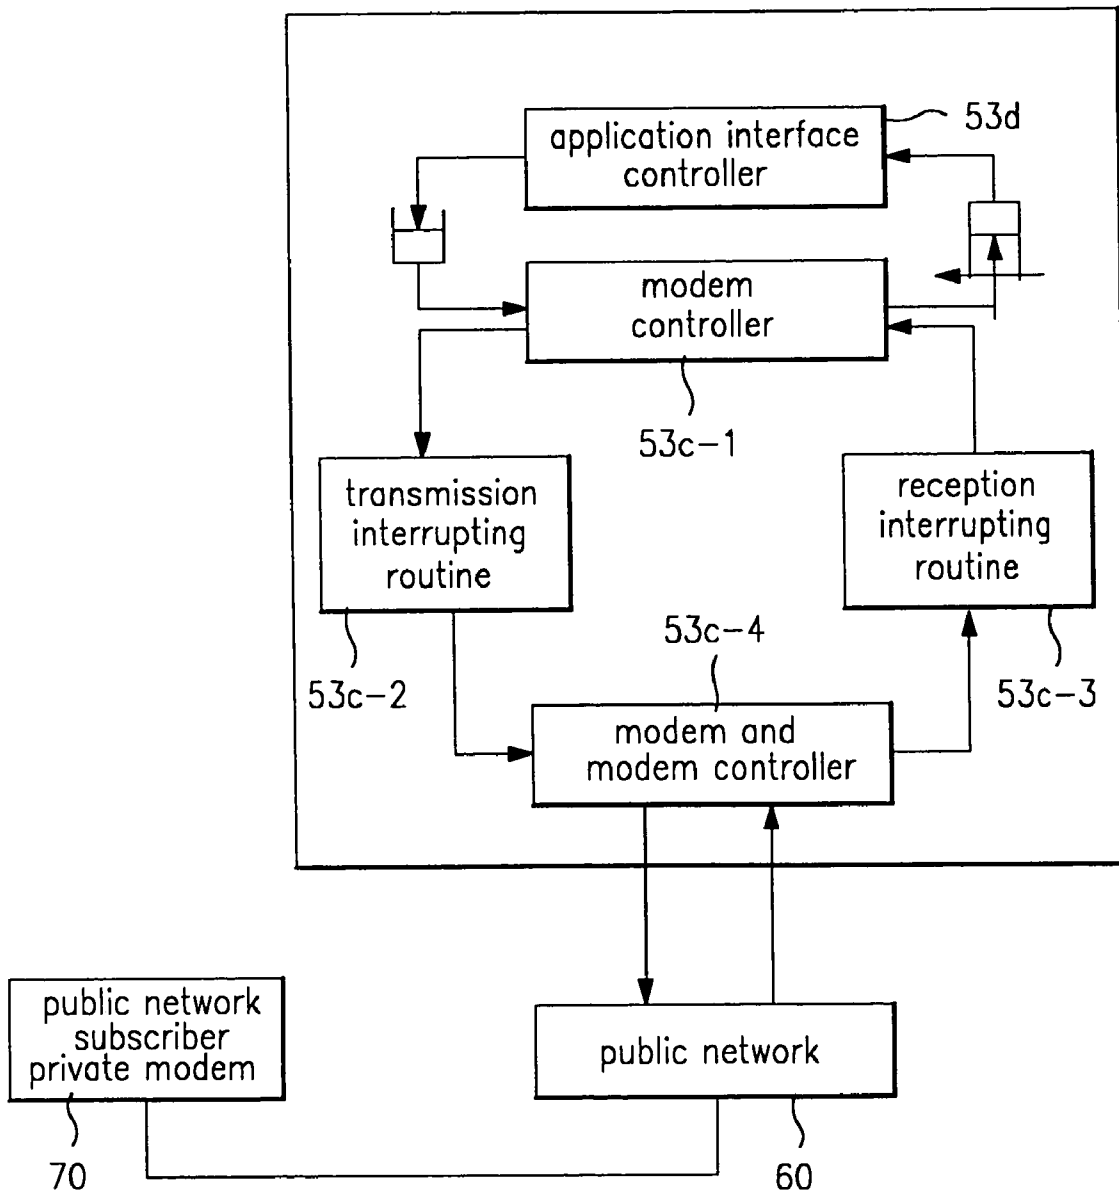 53d
application interface
controller
modem
controller
53c-1
transmission
interrupting
routine
reception
interrupting
routine
53c-2
53c-4
53c-3
modem and
modem controller
public network
subscriber
private modem
public network
70
60